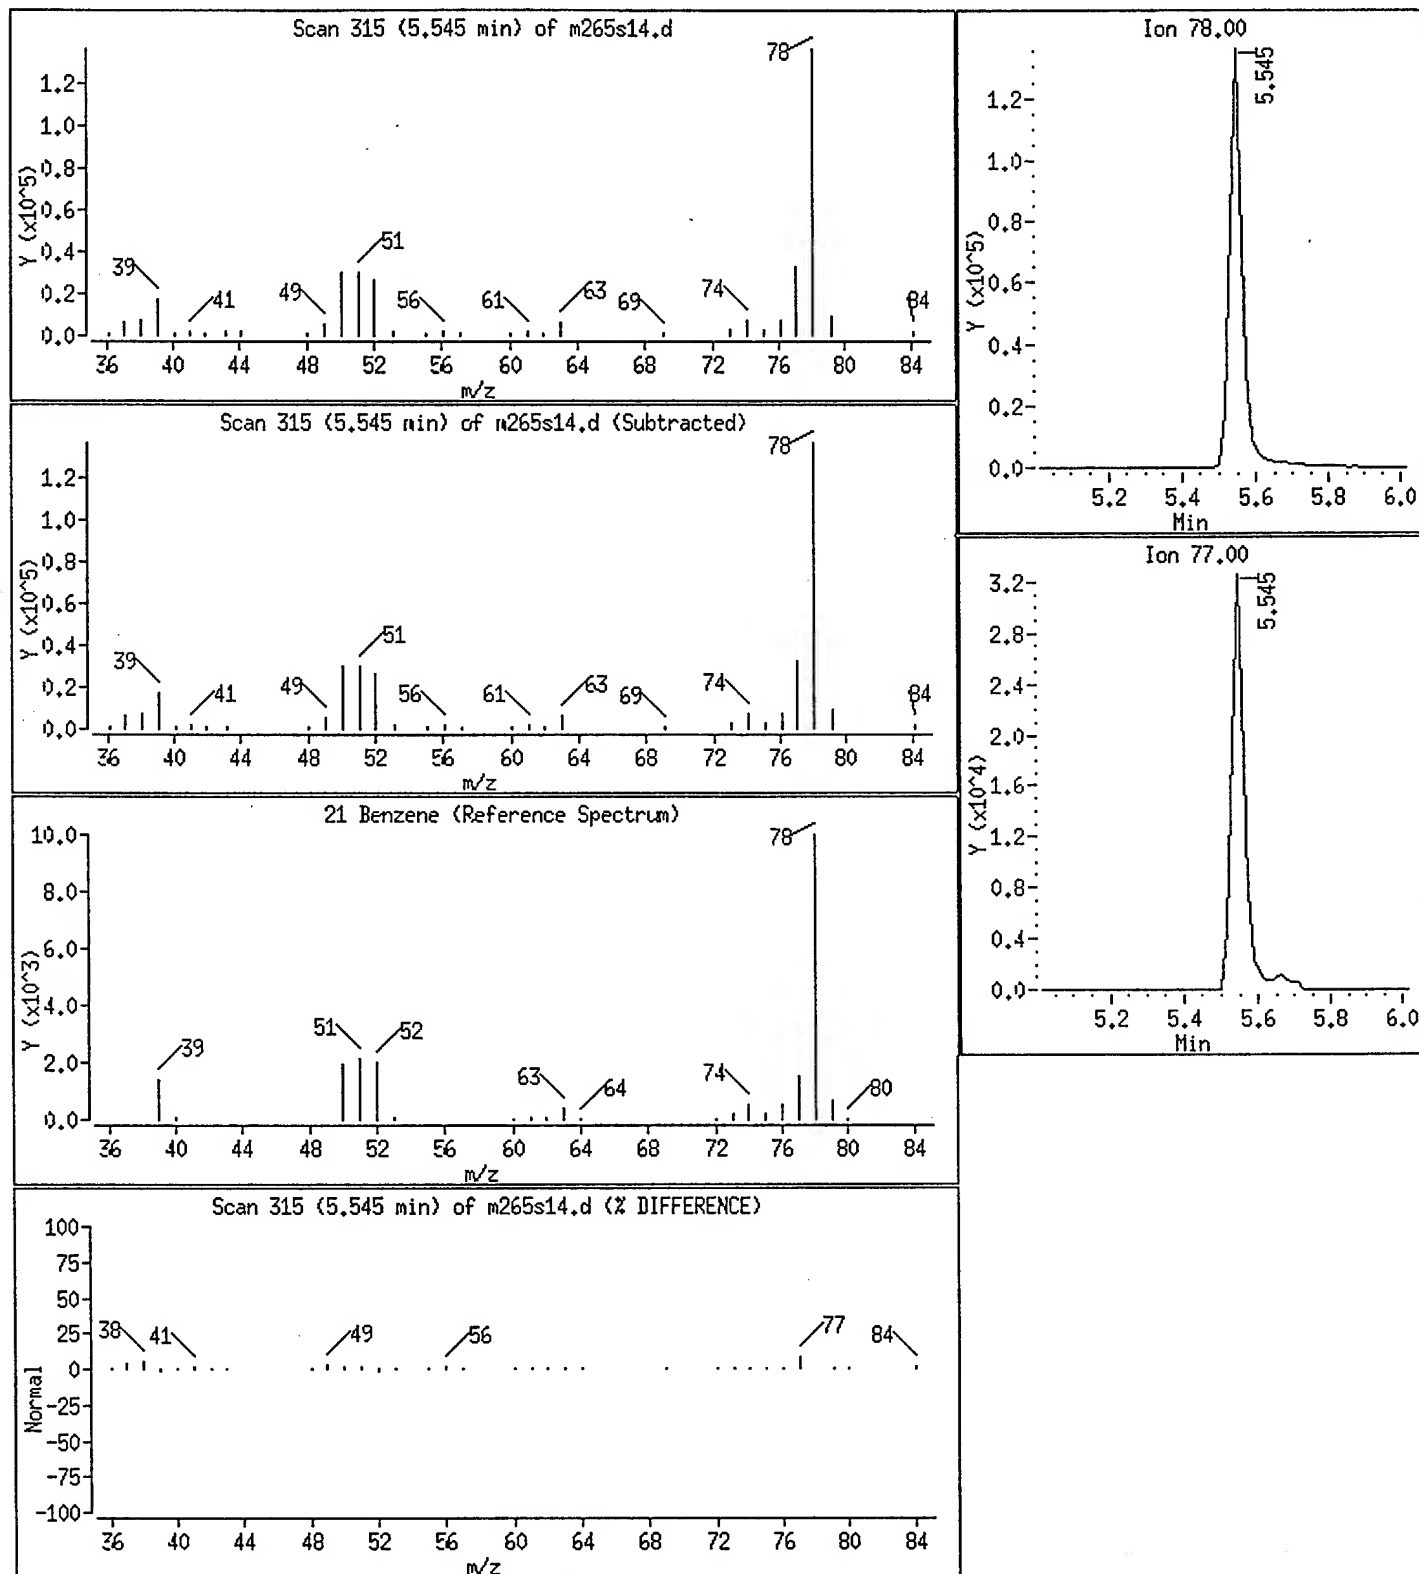 Scan 315 (5.545 min) of m265s14.d
Y (x10^5)
1.2
1.0
0.8
0.6
0.4
0.2
0.0
39 41 49 51 56 61 63 69 74 78 84
36 40 44 48 52 56 60 64 68 72 76 80 84
m/z
Scan 315 (5.545 min) of m265s14.d (Subtracted)
Y (x10^5)
1.2
1.0
0.8
0.6
0.4
0.2
0.0
39 41 49 51 56 61 63 69 74 78 84
36 40 44 48 52 56 60 64 68 72 76 80 84
m/z
21 Benzene (Reference Spectrum)
Y (x10^3)
10.0
8.0
6.0
4.0
2.0
0.0
39 51 52 63 64 74 78 80
36 40 44 48 52 56 60 64 68 72 76 80 84
m/z
Scan 315 (5.545 min) of m265s14.d (% DIFFERENCE)
Normal
100
75
50
25
0
-25
-50
-75
-100
38 41 49 56 77 84
36 40 44 48 52 56 60 64 68 72 76 80 84
m/z
Ion 78.00
5.545
Y (x10^5)
1.2
1.0
0.8
0.6
0.4
0.2
0.0
5.2 5.4 5.6 5.8 6.0
Min
Ion 77.00
5.545
Y (x10^4)
3.2
2.8
2.4
2.0
1.6
1.2
0.8
0.4
0.0
5.2 5.4 5.6 5.8 6.0
Min